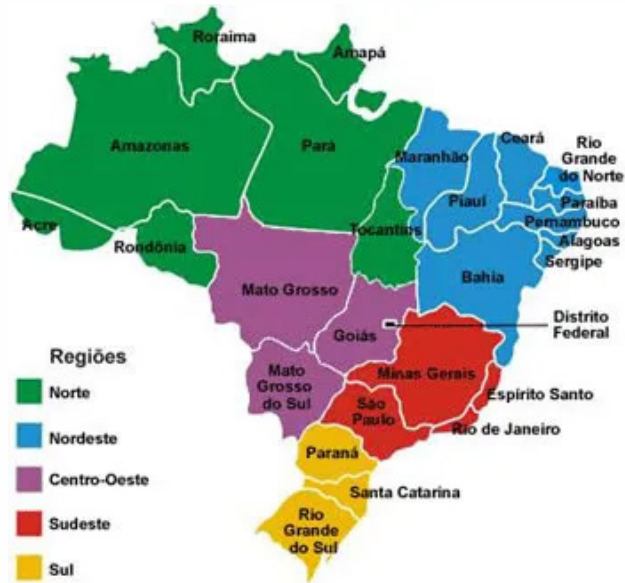 Roraima
Amapá
Amazonas
Pará
Maranhão
Ceará
Rio
Grande
do Norte
Piauí
Paraíba
Pernambuco
Alagoas
Sergipe
Acre
Rondônia
Tocantins
Bahia
Mato Grosso
Goiás
Distrito
Federal
Mato
Grosso
do Sul
Minas Gerais
Espírito Santo
São
Paulo
Rio de Janeiro
Paraná
Santa Catarina
Rio
Grande
do Sul
Regiões
Norte
Nordeste
Centro-Oeste
Sudeste
Sul